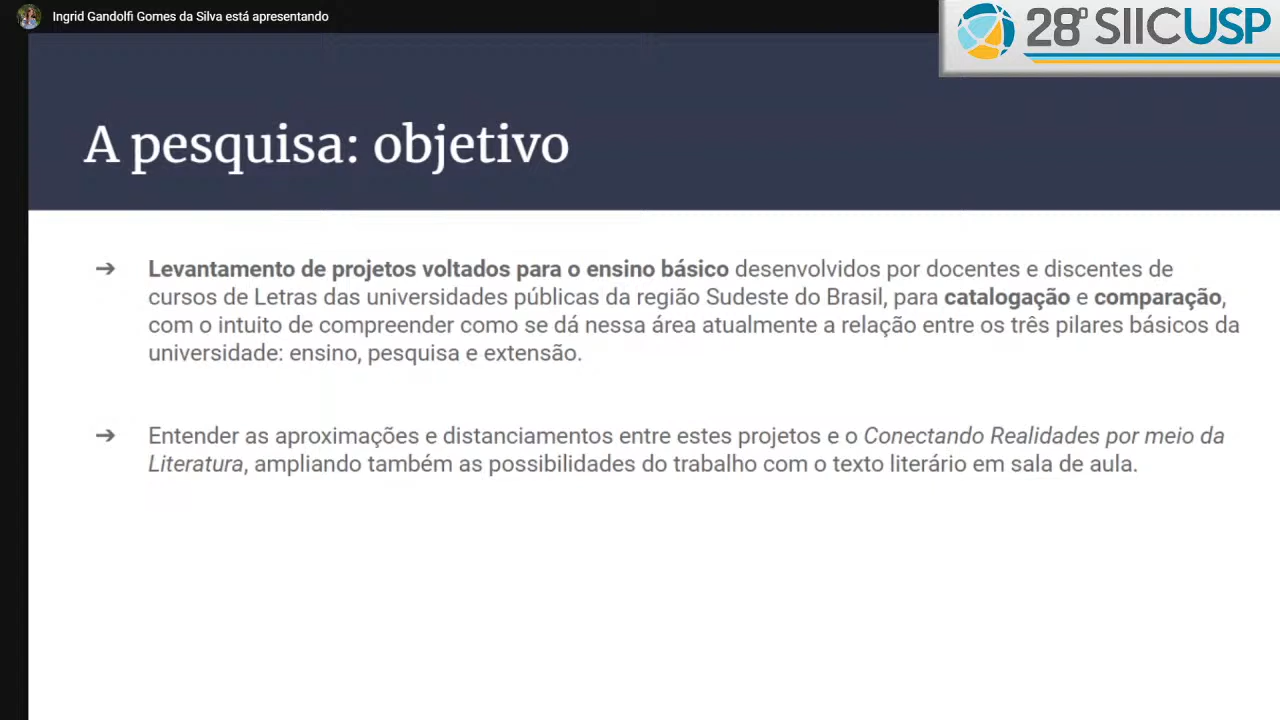 Ingrid Gandolfi Gomes da Silva está apresentando
28º SIICUSP
A pesquisa: objetivo
➔ Levantamento de projetos voltados para o ensino básico desenvolvidos por docentes e discentes de
cursos de Letras das universidades públicas da região Sudeste do Brasil, para catalogação e comparação,
com o intuito de compreender como se dá nessa área atualmente a relação entre os três pilares básicos da
universidade: ensino, pesquisa e extensão.
➔ Entender as aproximações e distanciamentos entre estes projetos e o Conectando Realidades por meio da
Literatura, ampliando também as possibilidades do trabalho com o texto literário em sala de aula.